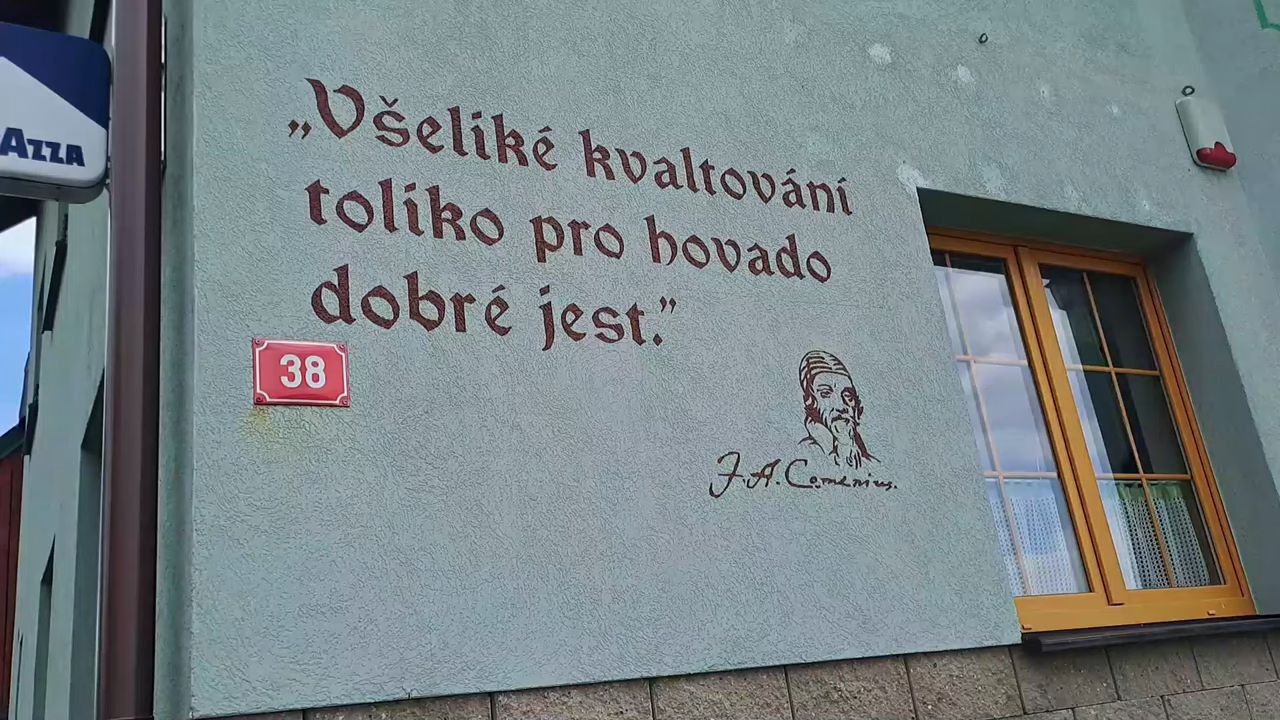 „Všeliké kvaltování
toliko pro hovado
dobré jest.”
38
J.A. Comenius.
AZZA